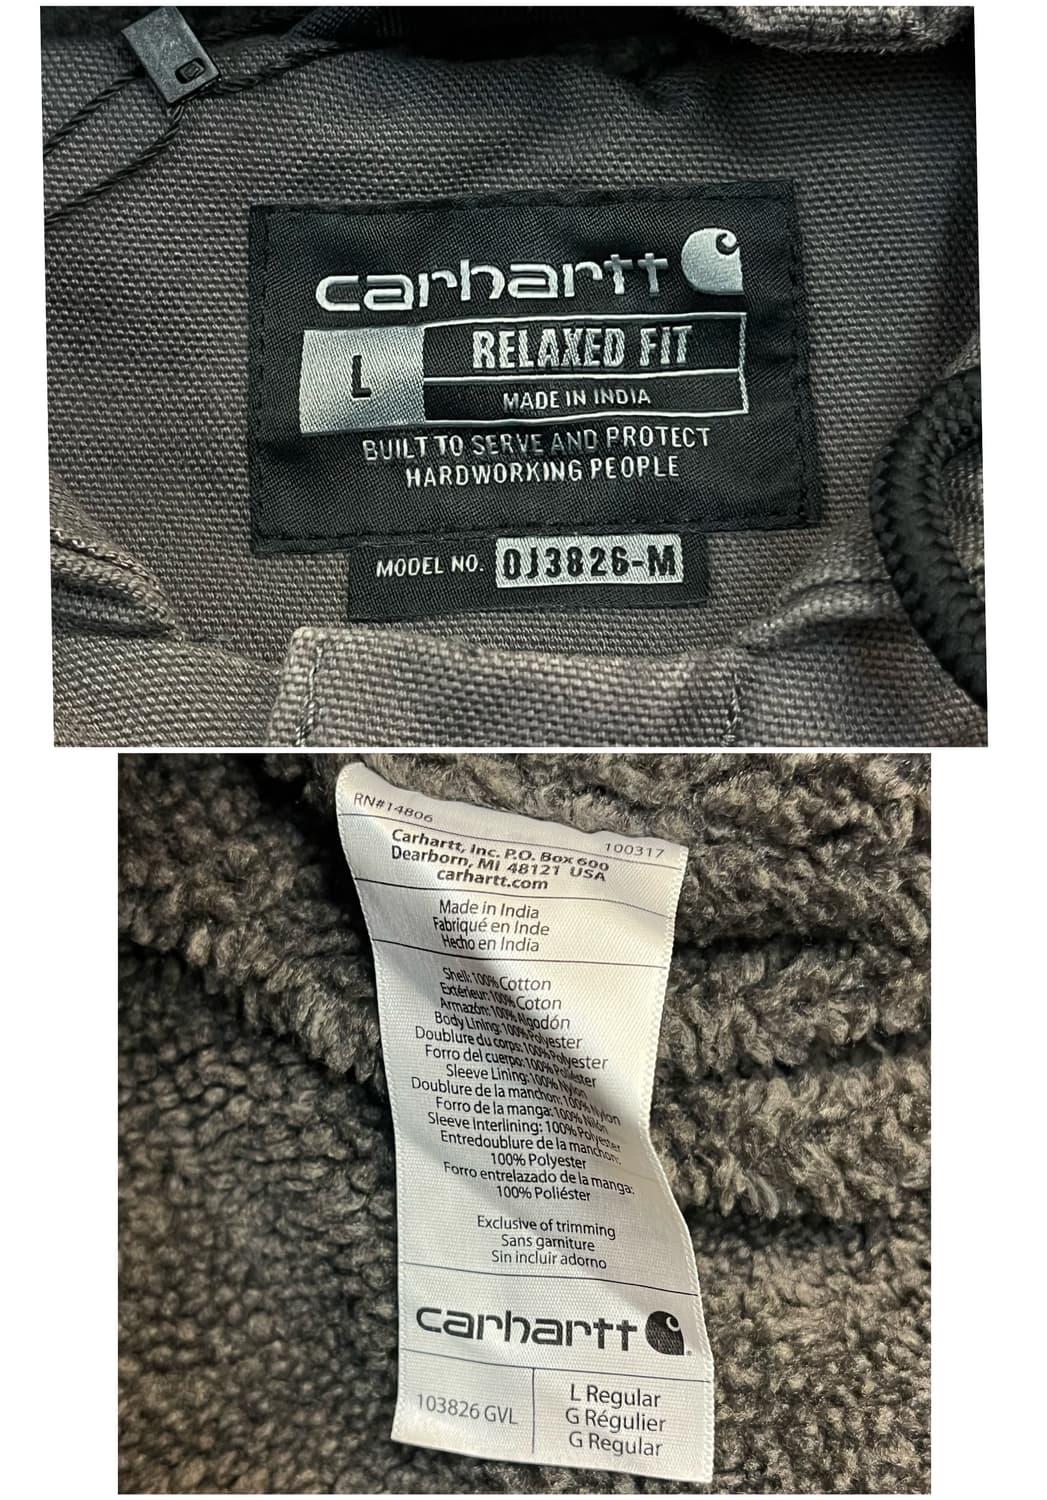 carhartt
L
RELAXED FIT
MADE IN INDIA
BUILT TO SERVE AND PROTECT
HARDWORKING PEOPLE
MODEL NO. OJ3826-M
RN#14806
100317
Carhartt, Inc. P.O. Box 600
Dearborn, MI 48121 USA
carhartt.com
Made in India
Fabriqué en Inde
Hecho en India
Shell: 100% Cotton
Extérieur: 100% Coton
Armazón: 100% Algodón
Body Lining: 100% Polyester
Doublure du corps: 100% Polyester
Forro del cuerpo: 100% Poliéster
Sleeve Lining: 100% Nylon
Doublure de la manchon: 100% Nylon
Forro de la manga: 100% Nilón
Sleeve Interlining: 100% Polyester
Entredoublure de la manchon:
100% Polyester
Forro entrelazado de la manga:
100% Poliéster
Exclusive of trimming
Sans garniture
Sin incluir adorno
carhartt
103826 GVL
L Regular
G Régulier
G Regular